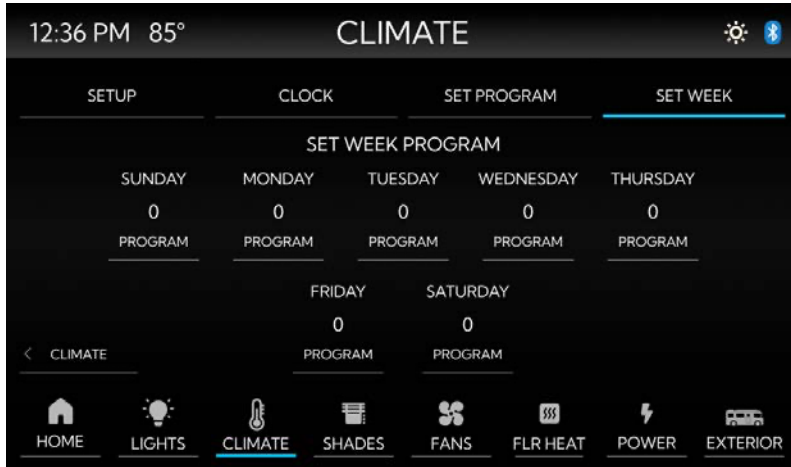 12:36 PM 85° CLIMATE
SETUP CLOCK SET PROGRAM SET WEEK
SET WEEK PROGRAM
SUNDAY MONDAY TUESDAY WEDNESDAY THURSDAY
0 0 0 0 0
PROGRAM PROGRAM PROGRAM PROGRAM PROGRAM
FRIDAY SATURDAY
0 0
< CLIMATE PROGRAM PROGRAM
HOME LIGHTS CLIMATE SHADES FANS FLR HEAT POWER EXTERIOR